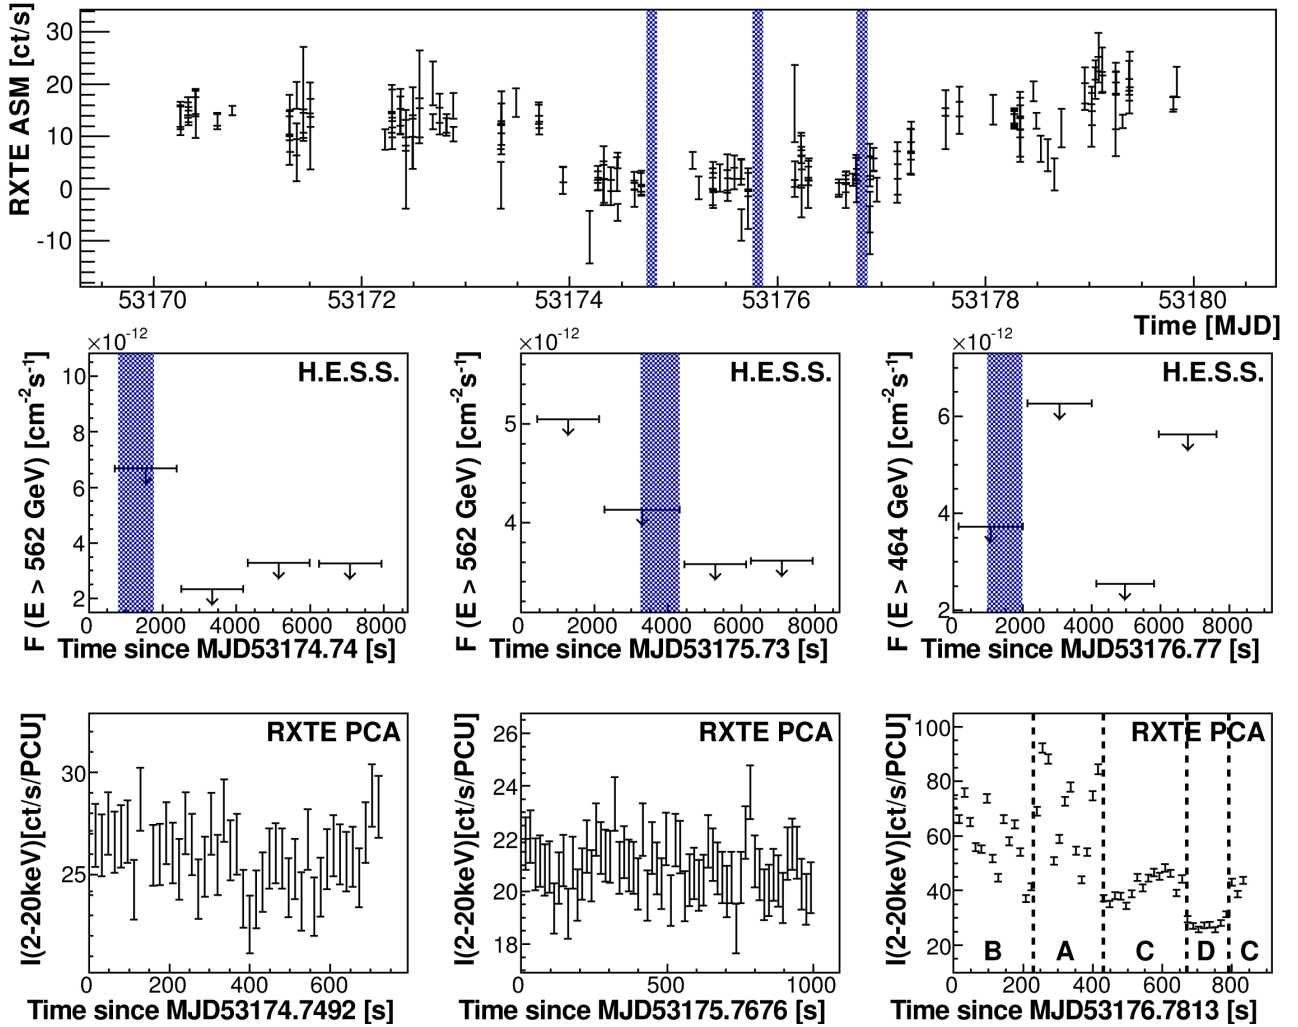 RXTE ASM [ct/s]
30
20
10
0
-10
53170 53172 53174 53176 53178 53180
Time [MJD]
×10⁻¹² ×10⁻¹² ×10⁻¹²
H.E.S.S. H.E.S.S. H.E.S.S.
F (E > 562 GeV) [cm⁻²s⁻¹]
10
8
6
4
2
0 2000 4000 6000 8000
Time since MJD53174.74 [s]
F (E > 562 GeV) [cm⁻²s⁻¹]
5
4
0 2000 4000 6000 8000
Time since MJD53175.73 [s]
F (E > 464 GeV) [cm⁻²s⁻¹]
6
4
2
0 2000 4000 6000 8000
Time since MJD53176.77 [s]
RXTE PCA
I(2-20keV)[ct/s/PCU]
30
25
0 200 400 600
Time since MJD53174.7492 [s]
RXTE PCA
I(2-20keV)[ct/s/PCU]
26
24
22
20
18
0 500 1000
Time since MJD53175.7676 [s]
RXTE PCA
I(2-20keV)[ct/s/PCU]
100
80
60
40
20
B A C D C
0 200 400 600 800
Time since MJD53176.7813 [s]